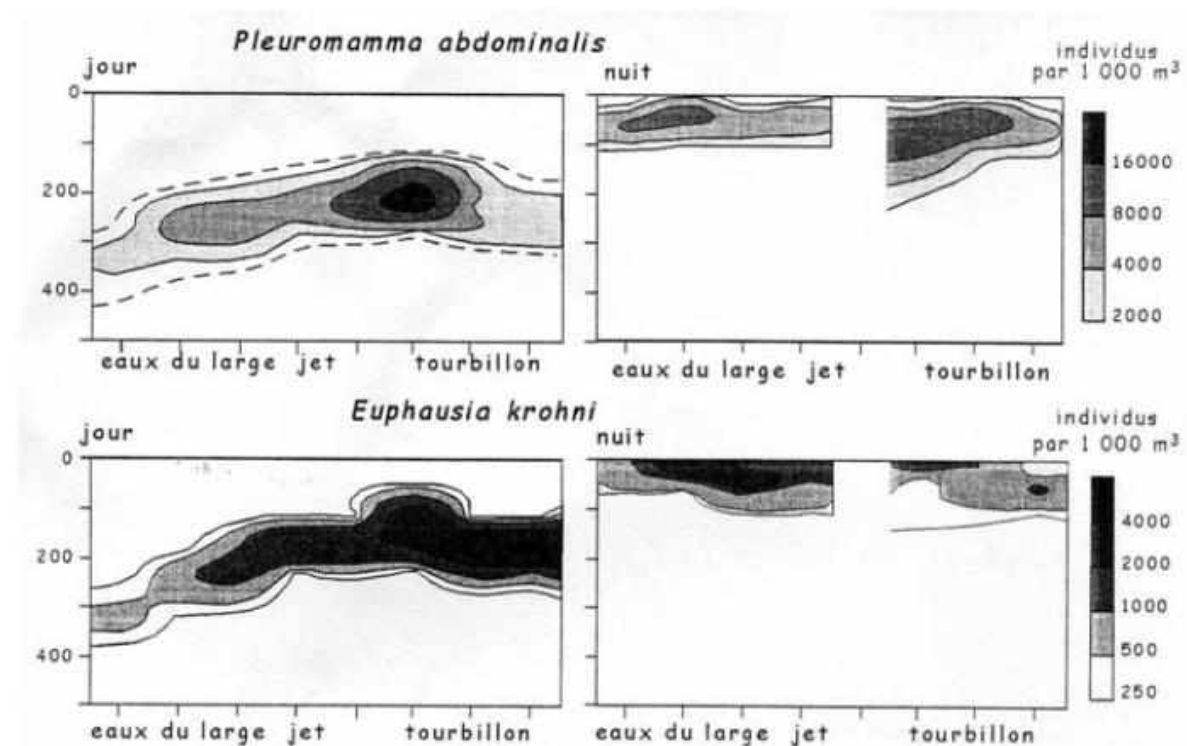 Pleuromamma abdominalis
jour
nuit
individus
par 1 000 m³
0
200
400
16000
8000
4000
2000
eaux du large jet tourbillon
eaux du large jet tourbillon
Euphausia krohni
jour
nuit
individus
par 1 000 m³
0
200
400
4000
2000
1000
500
250
eaux du large jet tourbillon
eaux du large jet tourbillon